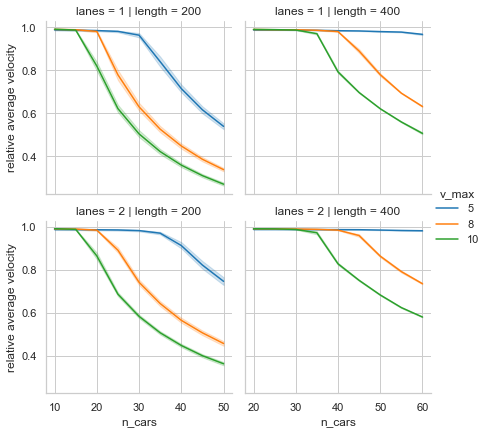 lanes = 1 | length = 200
lanes = 1 | length = 400
1.0
0.8
0.6
0.4
relative average velocity
v_max
5
8
10
lanes = 2 | length = 200
lanes = 2 | length = 400
1.0
0.8
0.6
0.4
relative average velocity
10 20 30 40 50
20 30 40 50 60
n_cars
n_cars